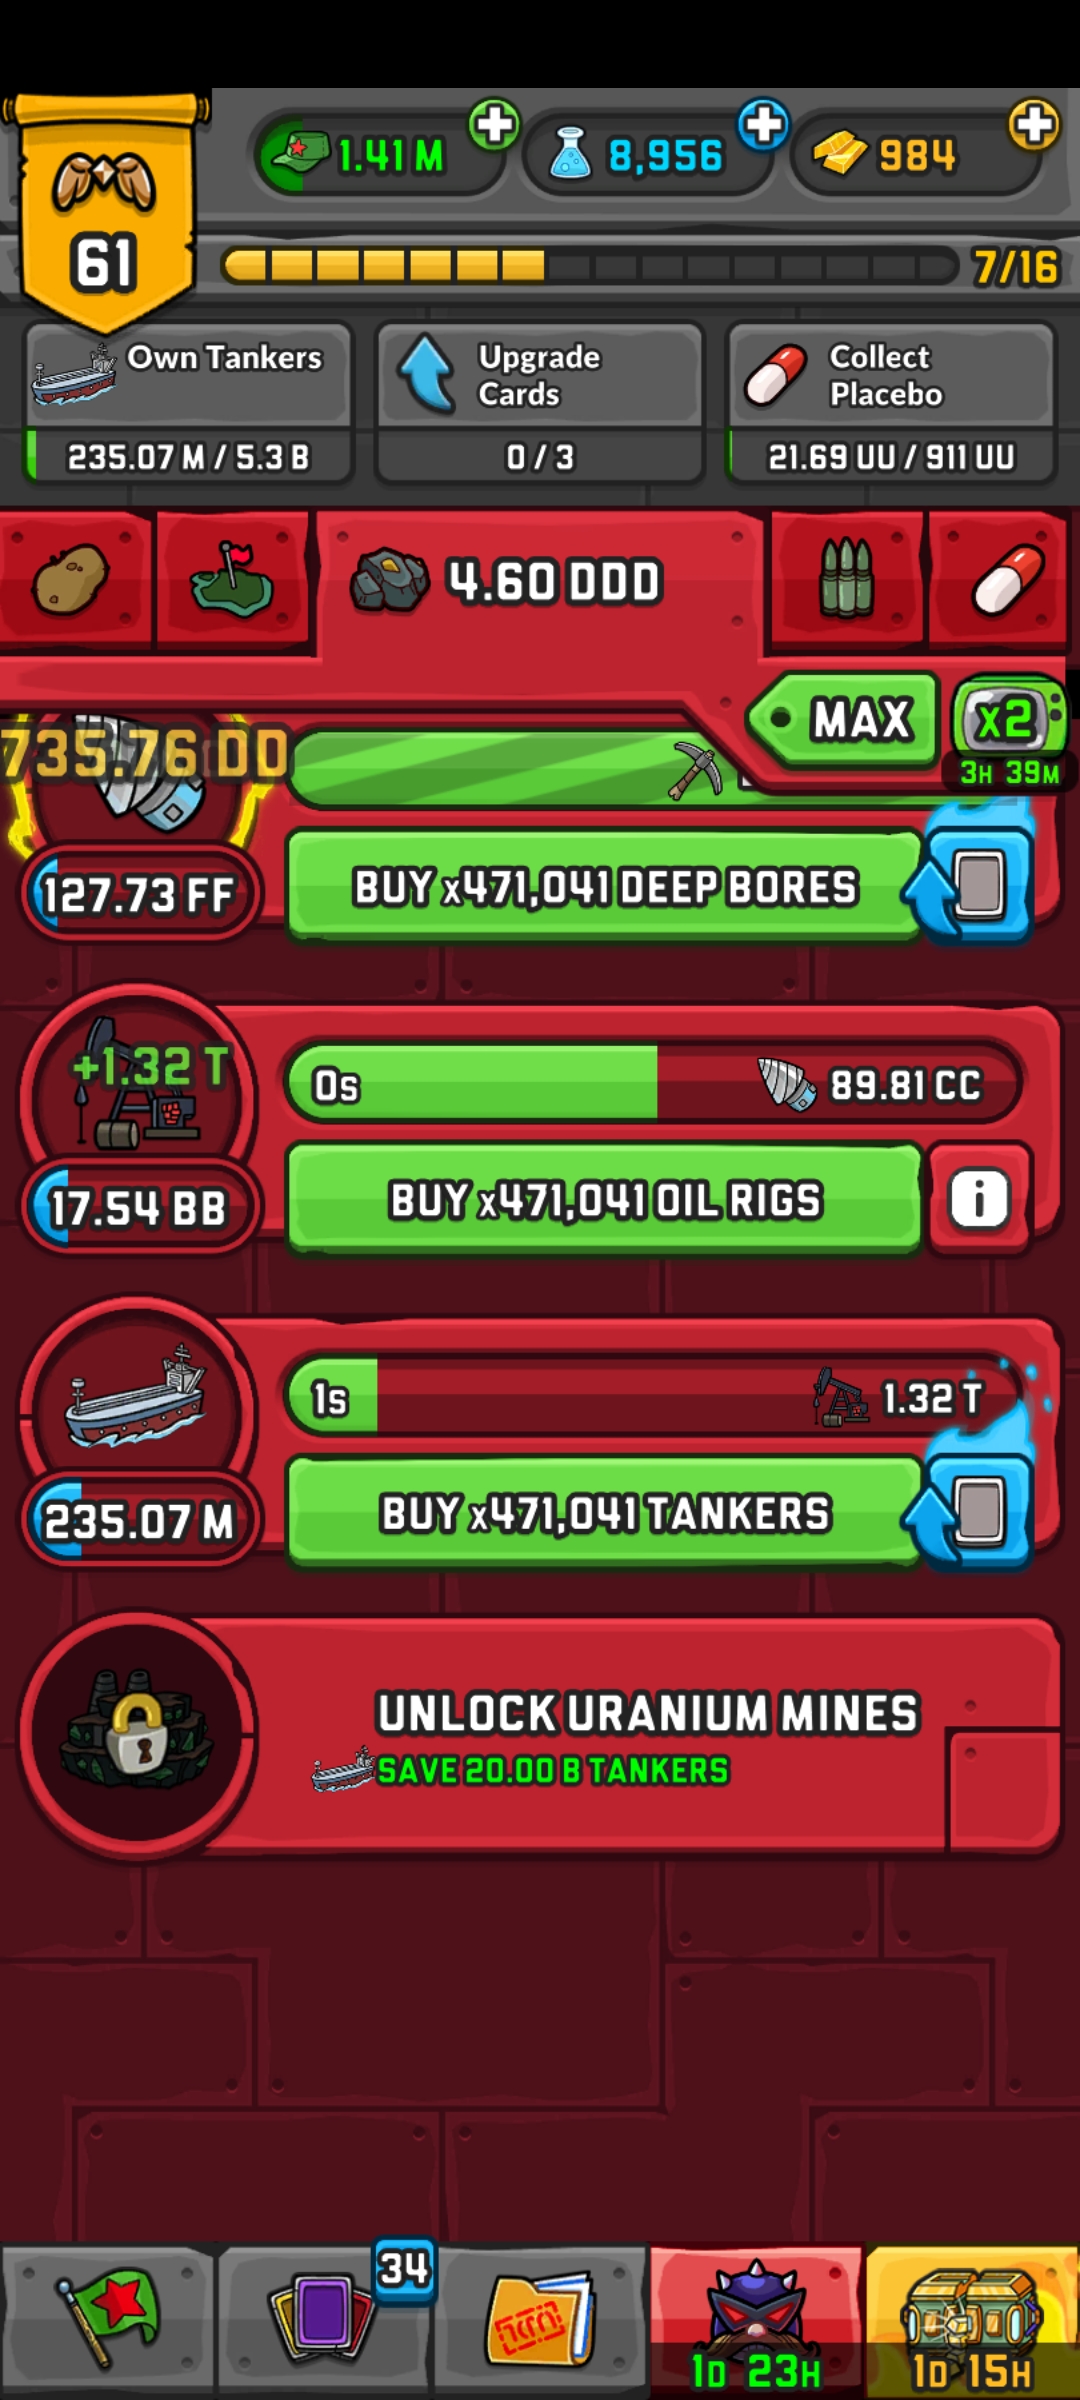 61
1.41 M
8,956
984
7/16
Own Tankers
235.07 M / 5.3 B
Upgrade
Cards
0 / 3
Collect
Placebo
21.69 UU / 911 UU
4.60 DDD
MAX
x2
3H 39M
735.76 DD
127.73 FF
BUY x471,041 DEEP BORES
+1.32 T
0s
89.81 CC
17.54 BB
BUY x471,041 OIL RIGS
i
1s
1.32 T
235.07 M
BUY x471,041 TANKERS
UNLOCK URANIUM MINES
SAVE 20.00 B TANKERS
34
1D 23H
1D 15H